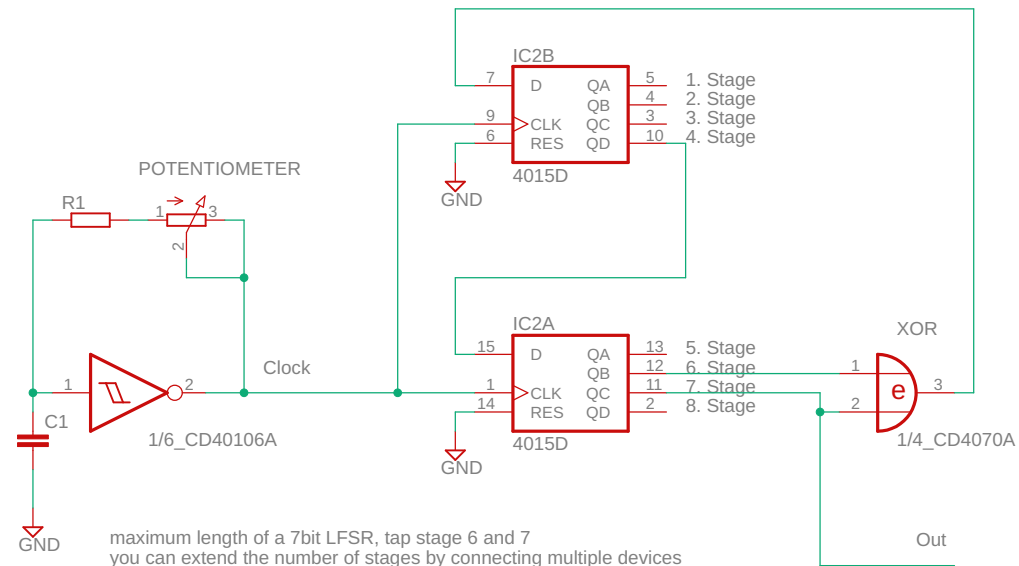 IC2B
7 D QA 5 1. Stage
QB 4 2. Stage
9 CLK QC 3 3. Stage
6 RES QD 10 4. Stage
4015D
GND
POTENTIOMETER
R1
1 3
2
IC2A
15 D QA 13 5. Stage
QB 12 6. Stage
1 CLK QC 11 7. Stage
14 RES QD 2 8. Stage
4015D
GND
XOR
1
e 3
2
1/4_CD4070A
Clock
1 2
C1
1/6_CD40106A
GND
maximum length of a 7bit LFSR, tap stage 6 and 7
you can extend the number of stages by connecting multiple devices
Out